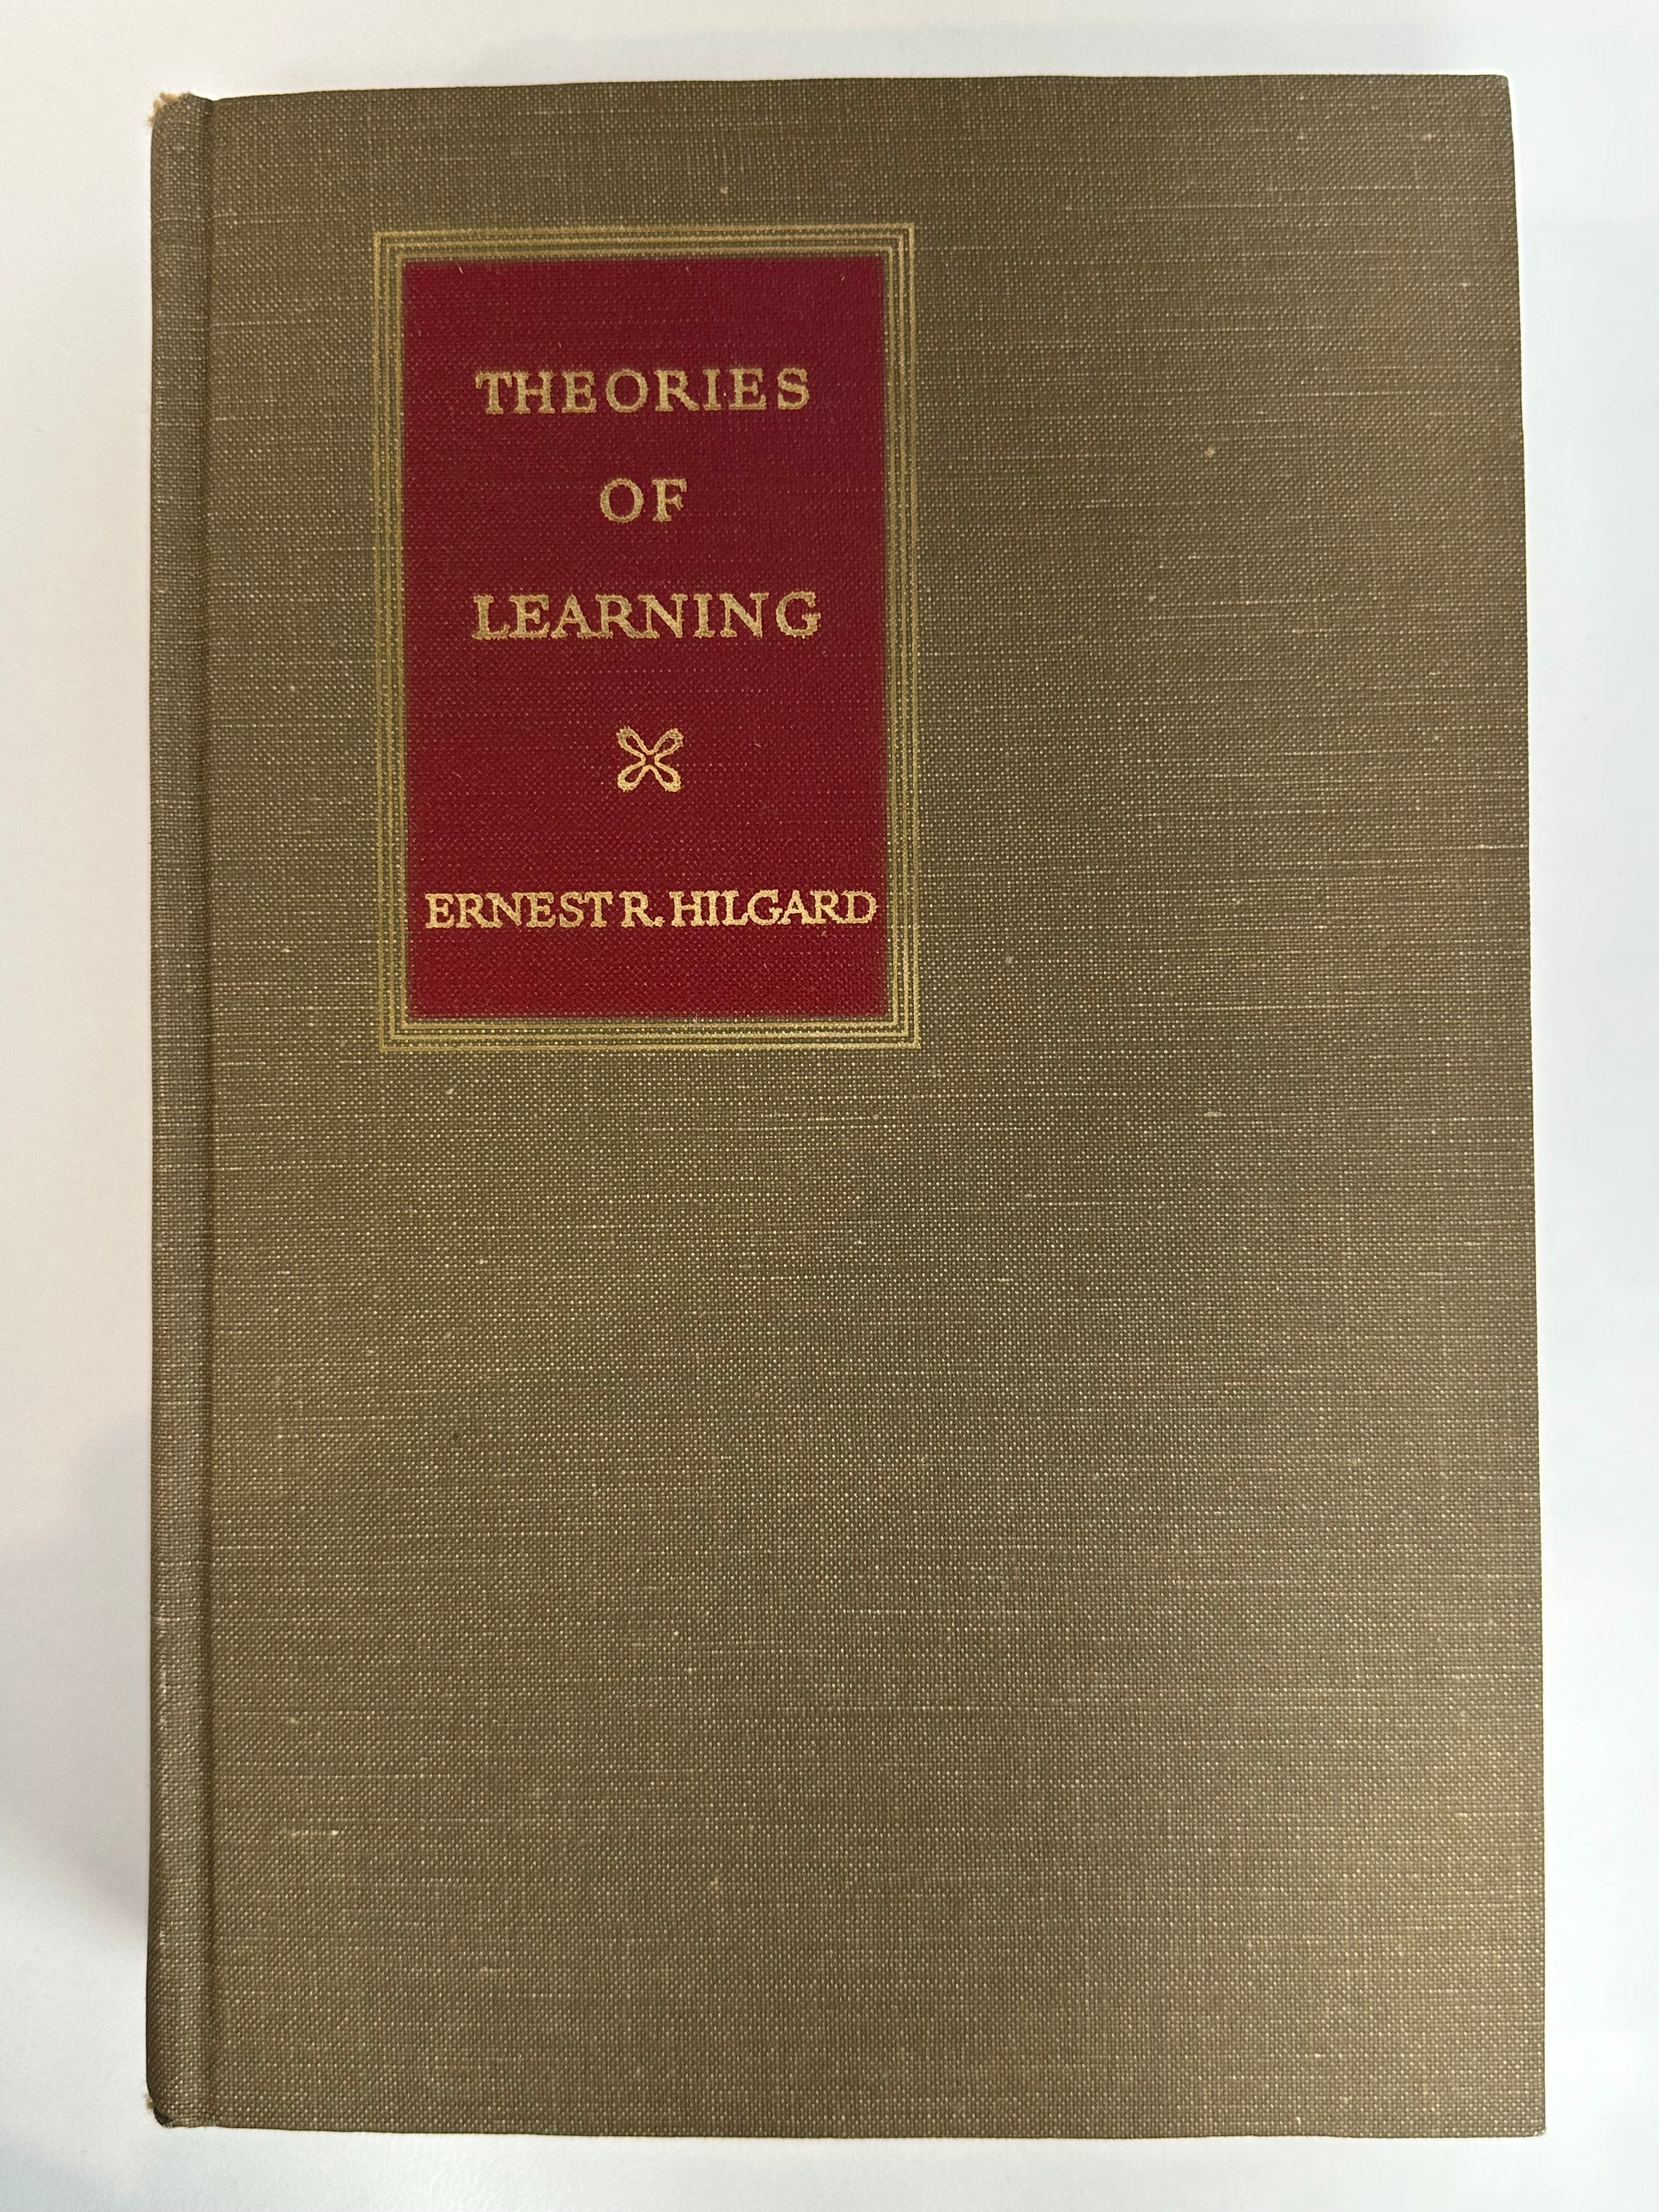 THEORIES
OF
LEARNING
ERNEST R. HILGARD